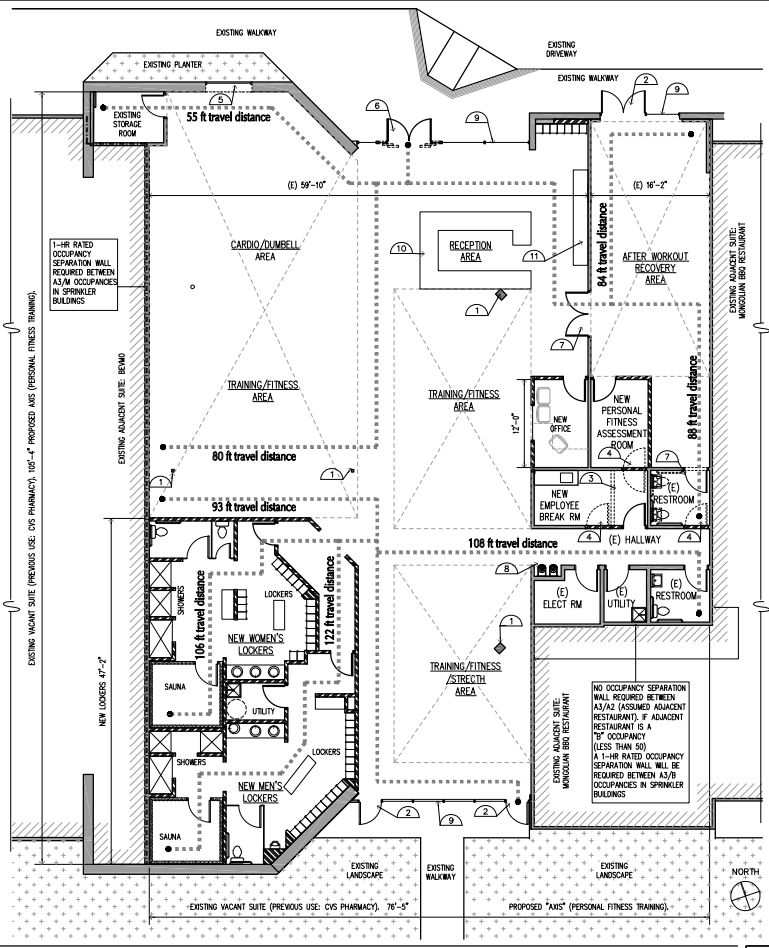 EXISTING WALKWAY
EXISTING
DRIVEWAY
EXISTING PLANTER
EXISTING WALKWAY
2
9
5
6
9
EXISTING
STORAGE
ROOM
55 ft travel distance
(E) 59'-10"
(E) 16'-2"
1-HR RATED
OCCUPANCY
SEPARATION WALL
REQUIRED BETWEEN
A3/M OCCUPANCIES
IN SPRINKLER
BUILDINGS
CARDIO/DUMBELL
AREA
10
RECEPTION
AREA
11
84 ft travel distance
AFTER WORKOUT
RECOVERY
AREA
EXISTING ADJACENT SUITE:
MONGOLIAN BBQ RESTAURANT
1
7
EXISTING VACANT SUITE (PREVIOUS USE: CVS PHARMACY). 105'-4" PROPOSED AXIS (PERSONAL FITNESS TRAINING).
EXISTING ADJACENT SUITE: BEVMO
TRAINING/FITNESS
AREA
TRAINING/FITNESS
AREA
12'-0"
NEW
OFFICE
NEW
PERSONAL
FITNESS
ASSESSMENT
ROOM
88 ft travel distance
80 ft travel distance
4
7
1
1
3
93 ft travel distance
NEW
EMPLOYEE
BREAK RM
(E)
RESTROOM
4
4
108 ft travel distance
(E) HALLWAY
8
SHOWERS
106 ft travel distance
LOCKERS
122 ft travel distance
(E)
ELECT RM
(E)
UTILITY
(E)
RESTROOM
NEW WOMEN'S
LOCKERS
1
TRAINING/FITNESS
/STRECTH
AREA
NEW LOCKERS 47'-2"
SAUNA
UTILITY
EXISTING ADJACENT SUITE:
MONGOLIAN BBQ RESTAURANT
NO OCCUPANCY SEPARATION
WALL REQUIRED BETWEEN
A3/A2 (ASSUMED ADJACENT
RESTAURANT). IF ADJACENT
RESTAURANT IS A
"B" OCCUPANCY
(LESS THAN 50)
A 1-HR RATED OCCUPANCY
SEPARATION WALL WILL BE
REQUIRED BETWEEN A3/B
OCCUPANCIES IN SPRINKLER
BUILDINGS
SHOWERS
LOCKERS
NEW MEN'S
LOCKERS
SAUNA
2
9
2
EXISTING
LANDSCAPE
EXISTING
WALKWAY
EXISTING
LANDSCAPE
NORTH
EXISTING VACANT SUITE (PREVIOUS USE: CVS PHARMACY). 76'-5" PROPOSED "AXIS" (PERSONAL FITNESS TRAINING).